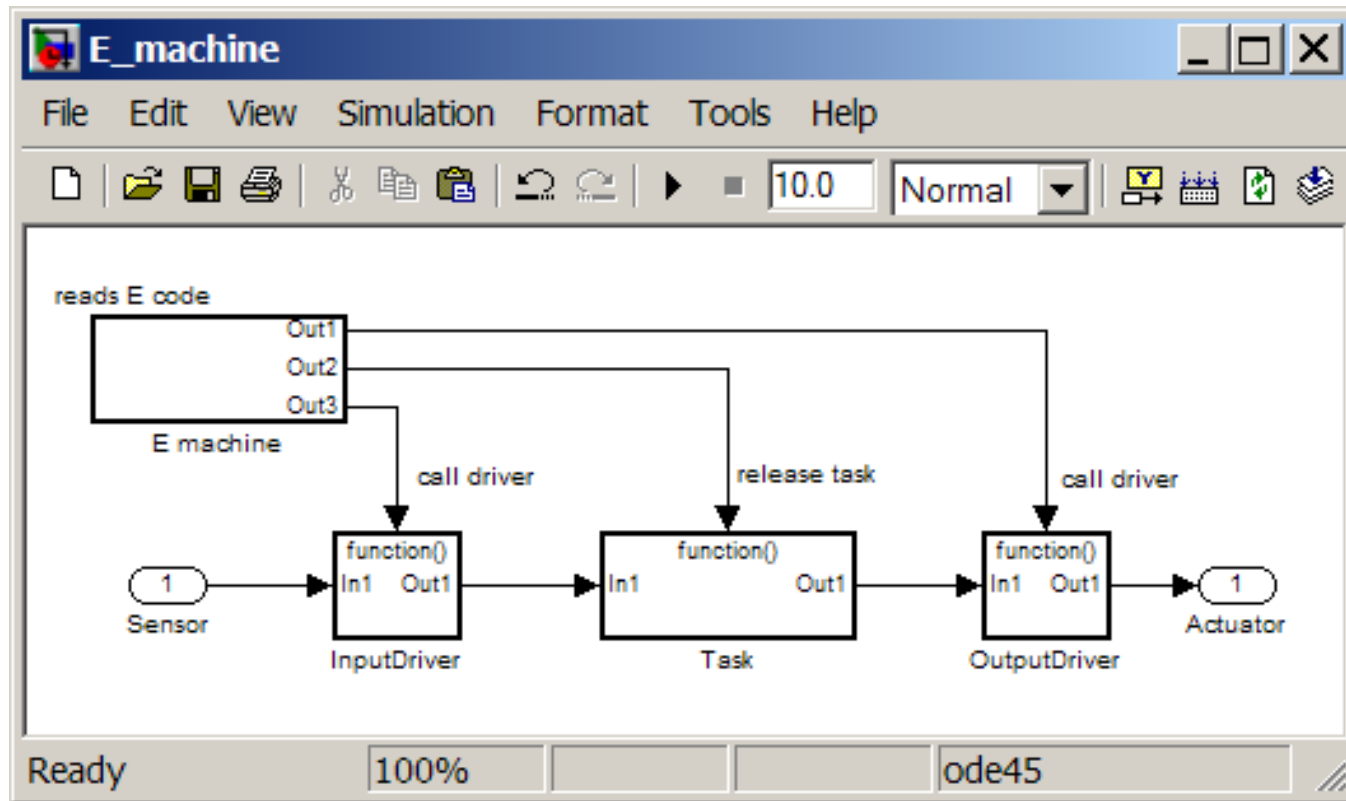 E_machine
File Edit View Simulation Format Tools Help
10.0 Normal
reads E code
Out1
Out2
Out3
E machine
call driver
release task
call driver
function()
function()
function()
1
In1 Out1
In1 Out1
In1 Out1
1
Sensor
InputDriver
Task
OutputDriver
Actuator
Ready 100% ode45